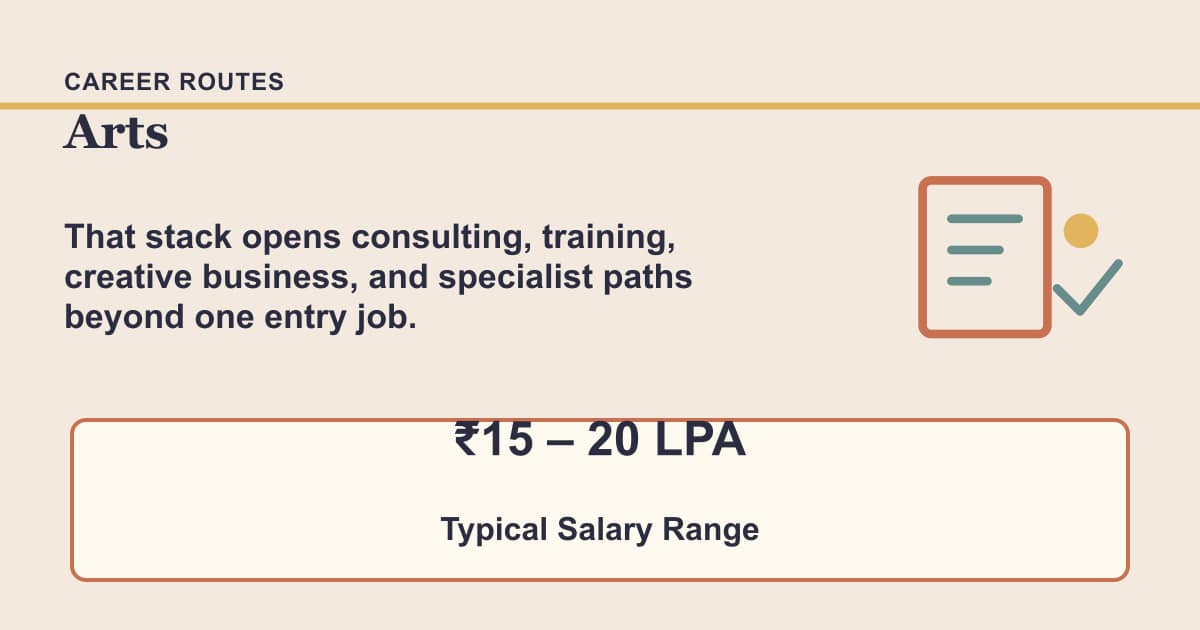 CAREER ROUTES
Arts
That stack opens consulting, training,
creative business, and specialist paths
beyond one entry job.
₹15 – 20 LPA
Typical Salary Range